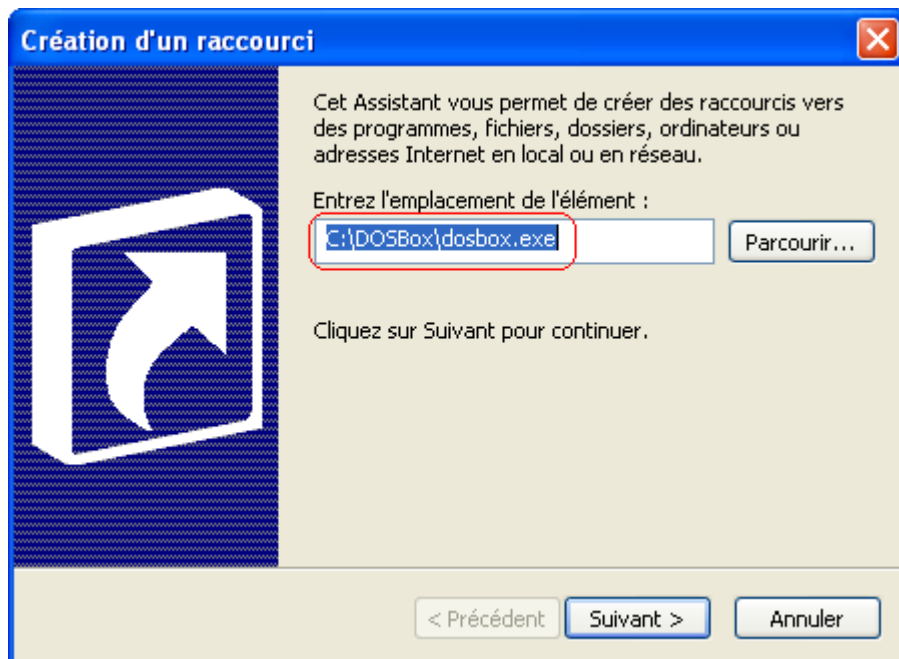 Création d'un raccourci
Cet Assistant vous permet de créer des raccourcis vers
des programmes, fichiers, dossiers, ordinateurs ou
adresses Internet en local ou en réseau.
Entrez l'emplacement de l'élément :
C:\DOSBox\dosbox.exe
Parcourir...
Cliquez sur Suivant pour continuer.
< Précédent
Suivant >
Annuler